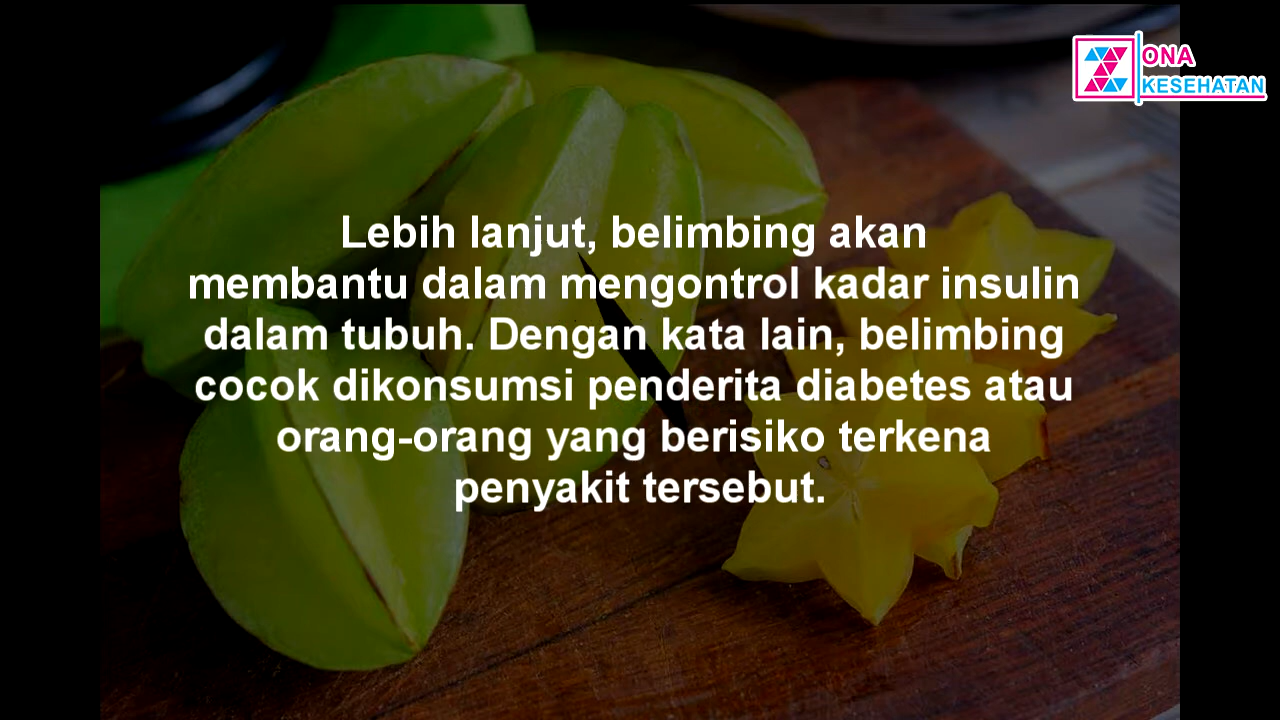 ZONA
KESEHATAN
Lebih lanjut, belimbing akan
membantu dalam mengontrol kadar insulin
dalam tubuh. Dengan kata lain, belimbing
cocok dikonsumsi penderita diabetes atau
orang-orang yang berisiko terkena
penyakit tersebut.